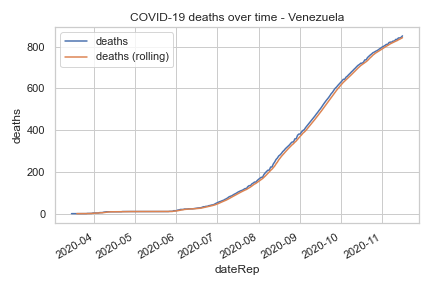 COVID-19 deaths over time - Venezuela
deaths
deaths (rolling)
800
600
400
200
0
deaths
2020-04
2020-05
2020-06
2020-07
2020-08
2020-09
2020-10
2020-11
dateRep